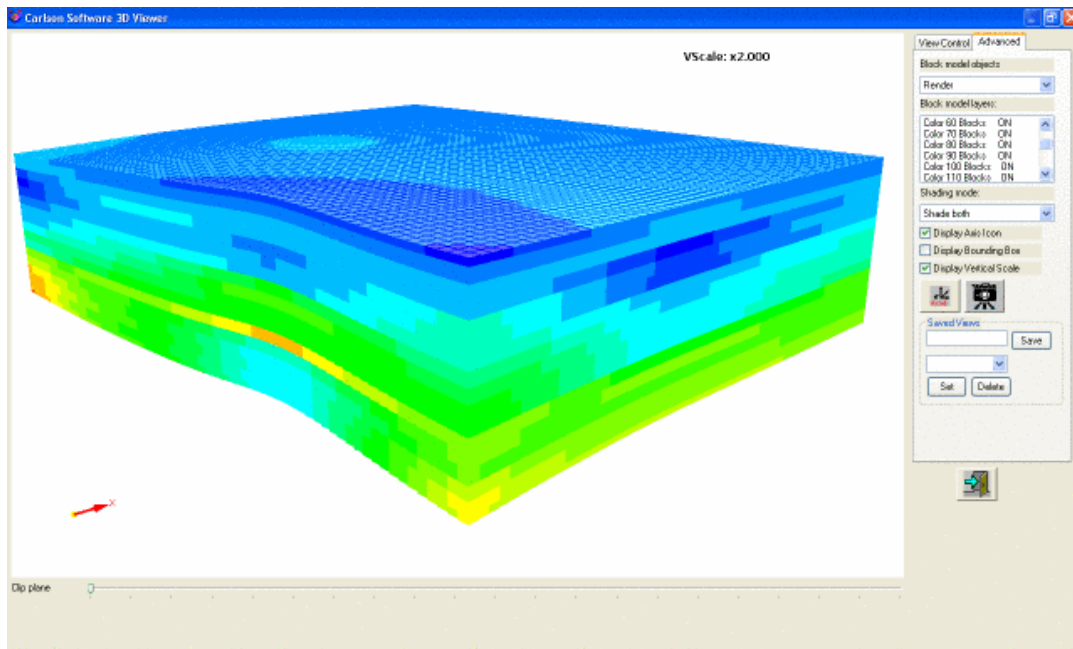 Carlson Software 3D Viewer
VScale: x2.000
View Control Advanced
Block model objects
Render
Block model layers:
Color 60 Blocks ON
Color 70 Blocks ON
Color 80 Blocks ON
Color 90 Blocks ON
Color 100 Blocks ON
Color 110 Blocks ON
Shading mode:
Shade both
Display Axis Icon
Display Bounding Box
Display Vertical Scale
Saved Views
Save
Set Delete
X
Clip plane